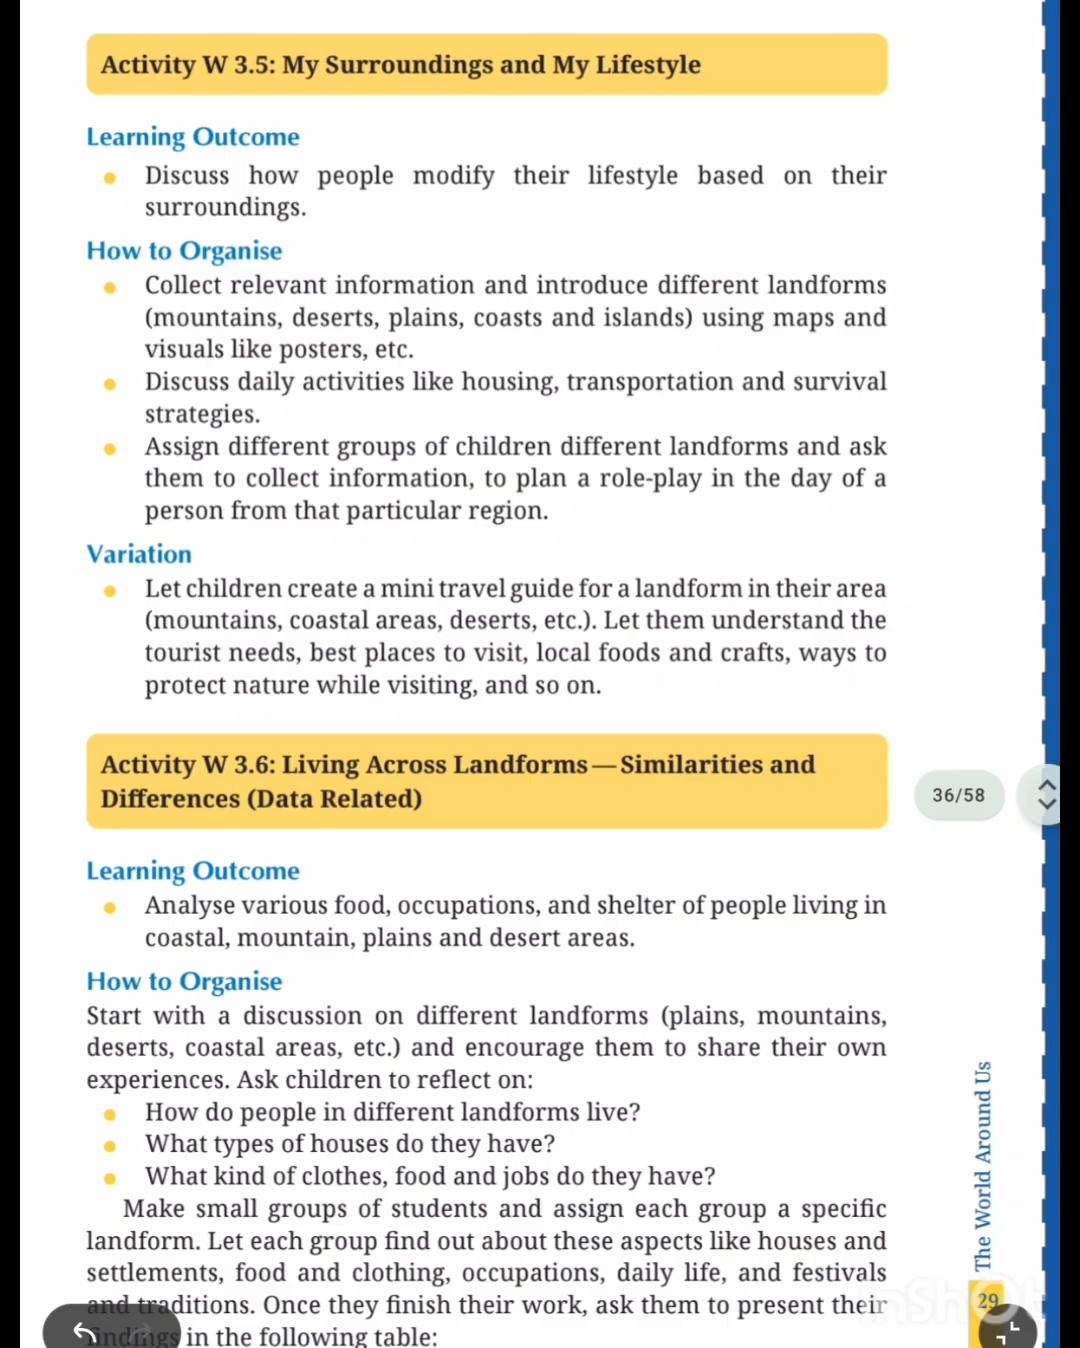 Activity W 3.5: My Surroundings and My Lifestyle
Learning Outcome
Discuss how people modify their lifestyle based on their
surroundings.
How to Organise
Collect relevant information and introduce different landforms
(mountains, deserts, plains, coasts and islands) using maps and
visuals like posters, etc.
Discuss daily activities like housing, transportation and survival
strategies.
Assign different groups of children different landforms and ask
them to collect information, to plan a role-play in the day of a
person from that particular region.
Variation
Let children create a mini travel guide for a landform in their area
(mountains, coastal areas, deserts, etc.). Let them understand the
tourist needs, best places to visit, local foods and crafts, ways to
protect nature while visiting, and so on.
Activity W 3.6: Living Across Landforms — Similarities and
Differences (Data Related)
36/58
Learning Outcome
Analyse various food, occupations, and shelter of people living in
coastal, mountain, plains and desert areas.
How to Organise
Start with a discussion on different landforms (plains, mountains,
deserts, coastal areas, etc.) and encourage them to share their own
experiences. Ask children to reflect on:
How do people in different landforms live?
What types of houses do they have?
What kind of clothes, food and jobs do they have?
Make small groups of students and assign each group a specific
landform. Let each group find out about these aspects like houses and
settlements, food and clothing, occupations, daily life, and festivals
and traditions. Once they finish their work, ask them to present their
findings in the following table:
The World Around Us
29
InShOt